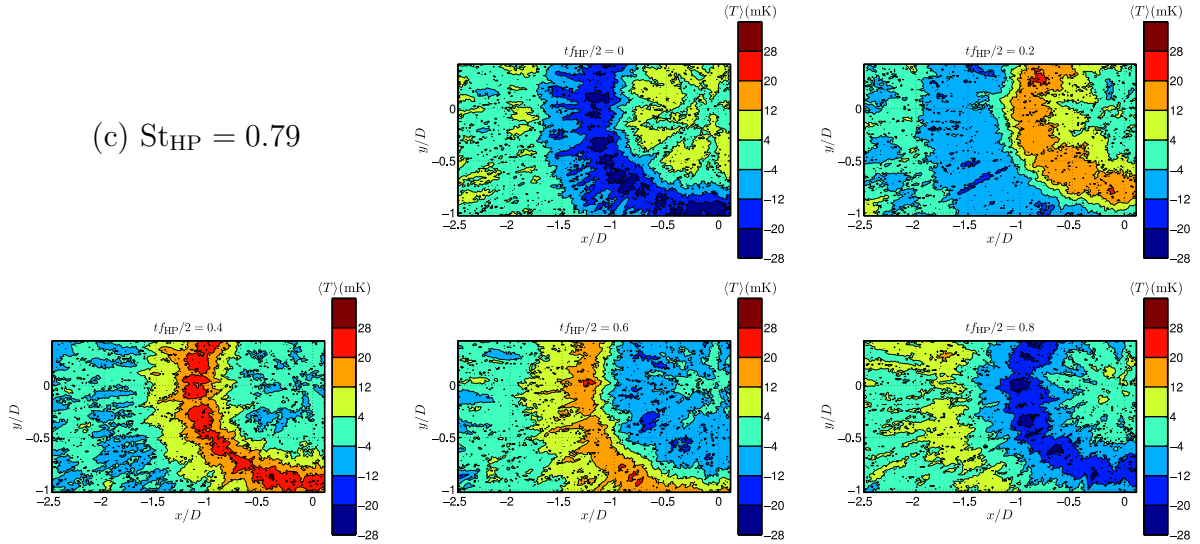 (c) St_HP = 0.79
⟨T⟩(mK)
tf_HP/2 = 0
28
20
12
4
−4
−12
−20
−28
0
−0.5
−1
y/D
−2.5 −2 −1.5 −1 −0.5 0
x/D
⟨T⟩(mK)
tf_HP/2 = 0.2
28
20
12
4
−4
−12
−20
−28
0
−0.5
−1
y/D
−2.5 −2 −1.5 −1 −0.5 0
x/D
⟨T⟩(mK)
tf_HP/2 = 0.4
28
20
12
4
−4
−12
−20
−28
0
−0.5
−1
y/D
−2.5 −2 −1.5 −1 −0.5 0
x/D
⟨T⟩(mK)
tf_HP/2 = 0.6
28
20
12
4
−4
−12
−20
−28
0
−0.5
−1
y/D
−2.5 −2 −1.5 −1 −0.5 0
x/D
⟨T⟩(mK)
tf_HP/2 = 0.8
28
20
12
4
−4
−12
−20
−28
0
−0.5
−1
y/D
−2.5 −2 −1.5 −1 −0.5 0
x/D